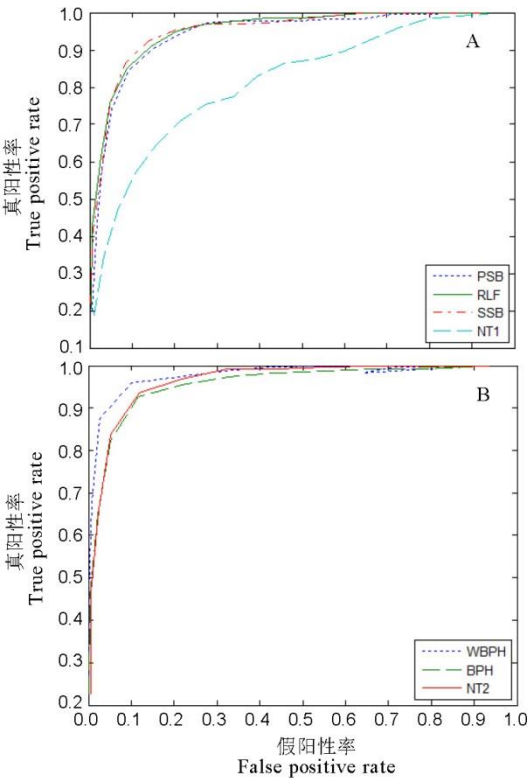 1.0
0.9
0.8
0.7
0.6
0.5
0.4
0.3
0.2
0.1
真阳性率
True positive rate
A
PSB
RLF
SSB
NT1
1.0
0.9
0.8
0.7
0.6
0.5
0.4
0.3
0.2
真阳性率
True positive rate
B
WBPH
BPH
NT2
0.0 0.1 0.2 0.3 0.4 0.5 0.6 0.7 0.8 0.9 1.0
假阳性率
False positive rate